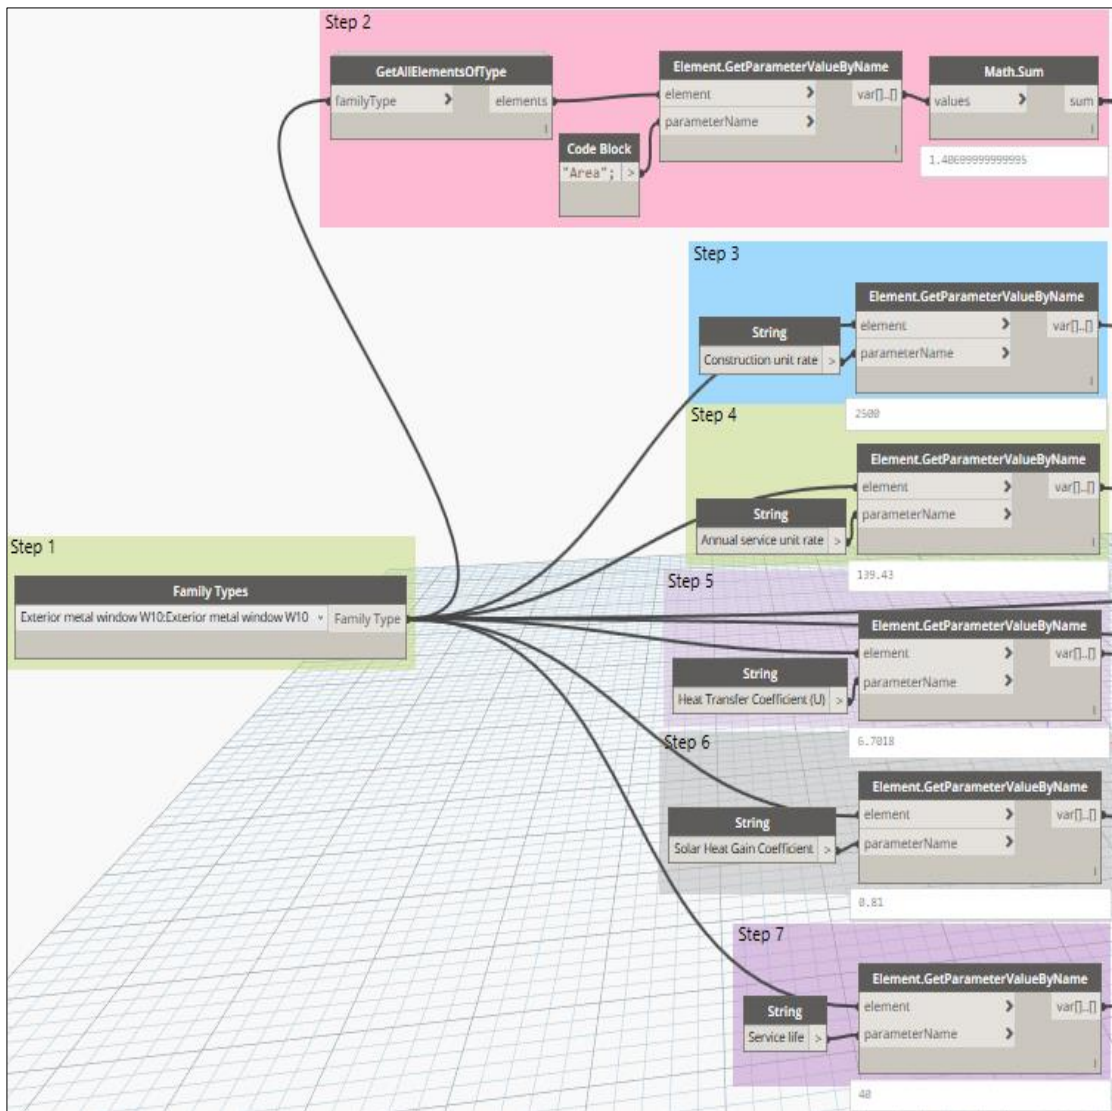 Step 2
GetAllElementsOfType
familyType > elements
Element.GetParameterValueByName
element > var[]..[]
parameterName >
Math.Sum
values > sum
Code Block
"Area"; >
Step 3
Element.GetParameterValueByName
element > var[]..[]
parameterName >
String
Construction unit rate >
2500
Step 4
Element.GetParameterValueByName
element > var[]..[]
parameterName >
String
Annual service unit rate >
139.43
Step 1
Family Types
Exterior metal window W10:Exterior metal window W10 Family Type
Step 5
Element.GetParameterValueByName
element > var[]..[]
parameterName >
String
Heat Transfer Coefficient (U) >
6.7018
Step 6
Element.GetParameterValueByName
element > var[]..[]
parameterName >
String
Solar Heat Gain Coefficient >
0.81
Step 7
Element.GetParameterValueByName
element > var[]..[]
parameterName >
String
Service life >
40